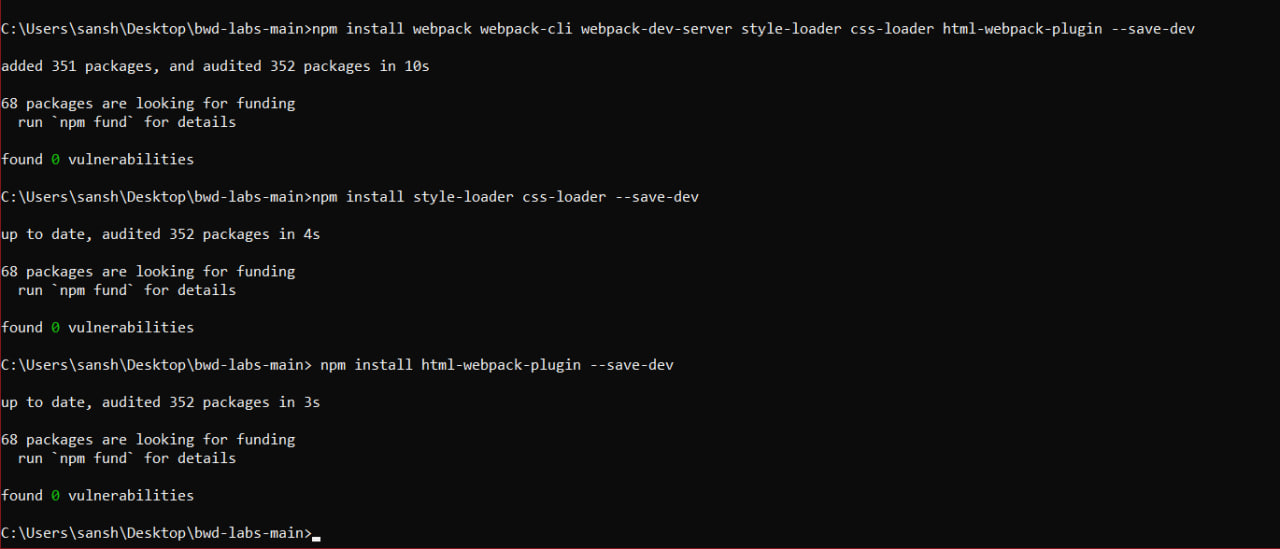 C:\Users\sansh\Desktop\bwd-labs-main>npm install webpack webpack-cli webpack-dev-server style-loader css-loader html-webpack-plugin --save-dev
added 351 packages, and audited 352 packages in 10s
68 packages are looking for funding
  run `npm fund` for details
found 0 vulnerabilities
C:\Users\sansh\Desktop\bwd-labs-main>npm install style-loader css-loader --save-dev
up to date, audited 352 packages in 4s
68 packages are looking for funding
  run `npm fund` for details
found 0 vulnerabilities
C:\Users\sansh\Desktop\bwd-labs-main> npm install html-webpack-plugin --save-dev
up to date, audited 352 packages in 3s
68 packages are looking for funding
  run `npm fund` for details
found 0 vulnerabilities
C:\Users\sansh\Desktop\bwd-labs-main>